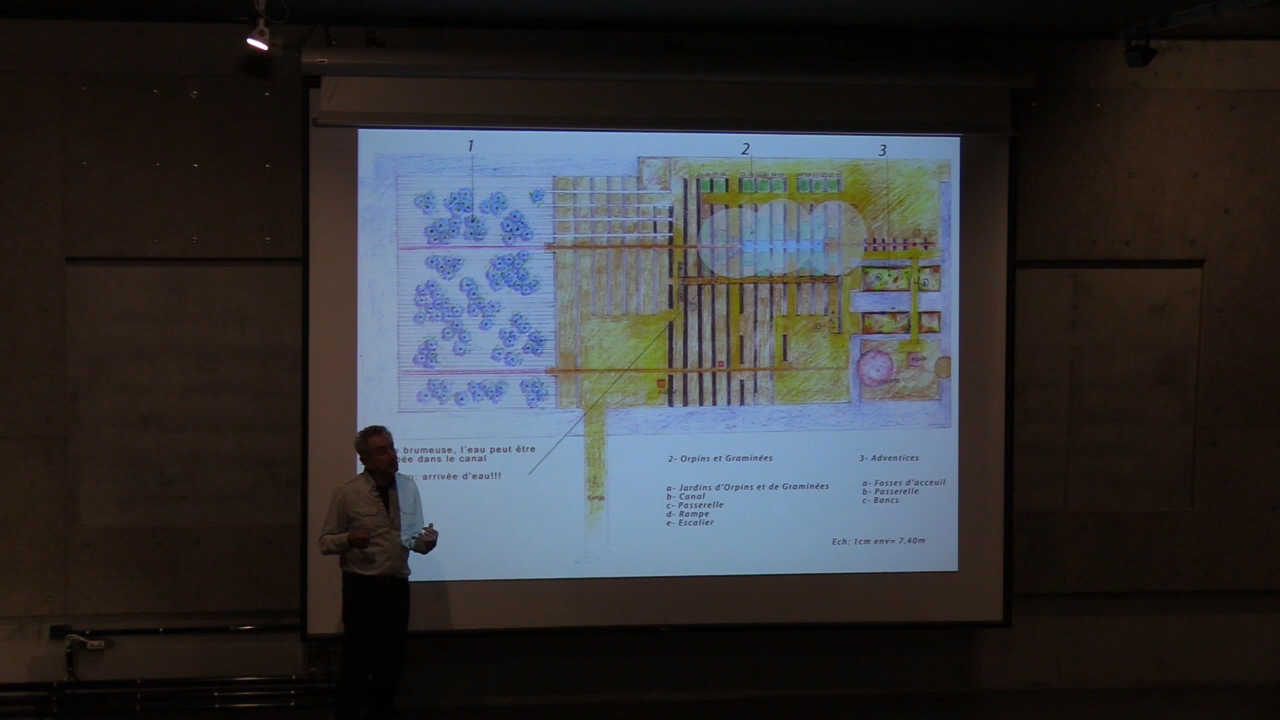 1
2
3
brumeuse, l'eau peut être
dans le canal
arrivée d'eau!!!
2- Orpins et Graminées
a- Jardins d'Orpins et de Graminées
b- Canal
c- Passerelle
d- Rampe
e- Escalier
3- Adventices
a- Fosses d'acceuil
b- Passerelle
c- Bancs
Ech: 1cm env= 7,40m